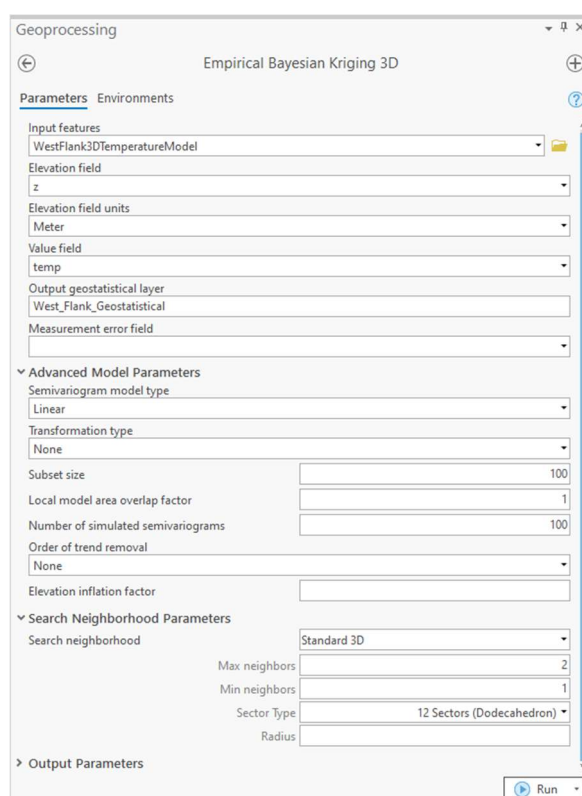 Geoprocessing
Empirical Bayesian Kriging 3D
Parameters Environments
Input features
WestFlank3DTemperatureModel
Elevation field
z
Elevation field units
Meter
Value field
temp
Output geostatistical layer
West_Flank_Geostatistical
Measurement error field
Advanced Model Parameters
Semivariogram model type
Linear
Transformation type
None
Subset size 100
Local model area overlap factor 1
Number of simulated semivariograms 100
Order of trend removal
None
Elevation inflation factor
Search Neighborhood Parameters
Search neighborhood Standard 3D
Max neighbors 2
Min neighbors 1
Sector Type 12 Sectors (Dodecahedron)
Radius
Output Parameters
Run